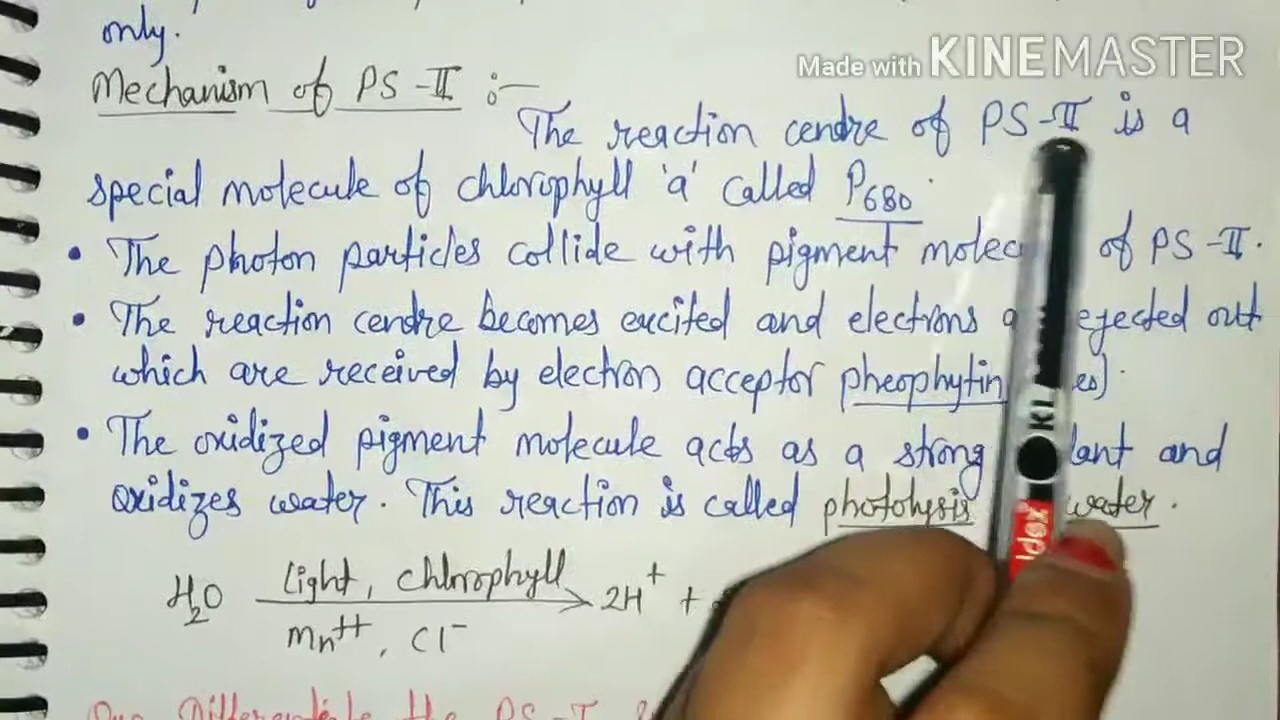 only.
Made with KINEMASTER
Mechanism of PS-II :-
The reaction centre of PS-II is a
special molecule of chlorophyll 'a' called P680.
• The photon particles collide with pigment of PS-II.
• The reaction centre becomes excited and electrons ejected out
which are received by electron acceptor pheophytin
• The oxidized pigment molecule acts as a strong and
oxidizes water. This reaction is called photolysis water.
H2O light, chlorophyll → 2H+ +
Mn++, Cl-
Differentiate the PS-I